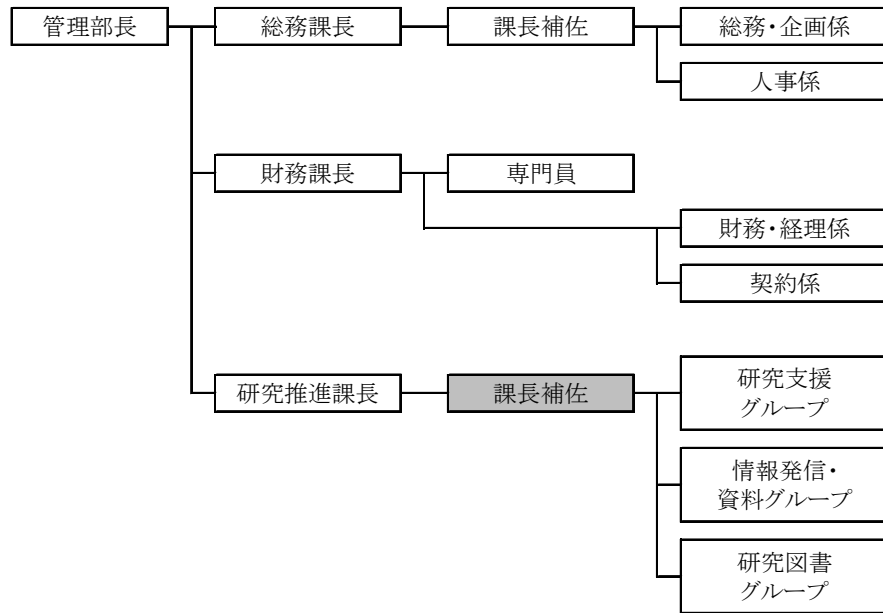 管理部長
総務課長
課長補佐
総務・企画係
人事係
財務課長
専門員
財務・経理係
契約係
研究推進課長
課長補佐
研究支援
グループ
情報発信・
資料グループ
研究図書
グループ